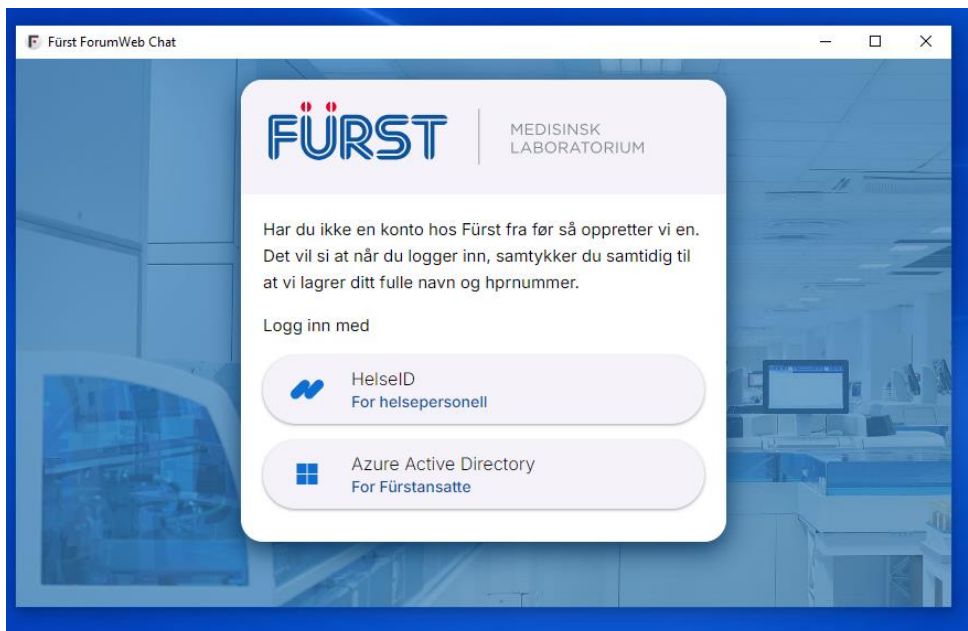 Fürst ForumWeb Chat
FÜRST
MEDISINSK
LABORATORIUM
Har du ikke en konto hos Fürst fra før så oppretter vi en.
Det vil si at når du logger inn, samtykker du samtidig til
at vi lagrer ditt fulle navn og hprnummer.
Logg inn med
HelseID
For helsepersonell
Azure Active Directory
For Fürstansatte